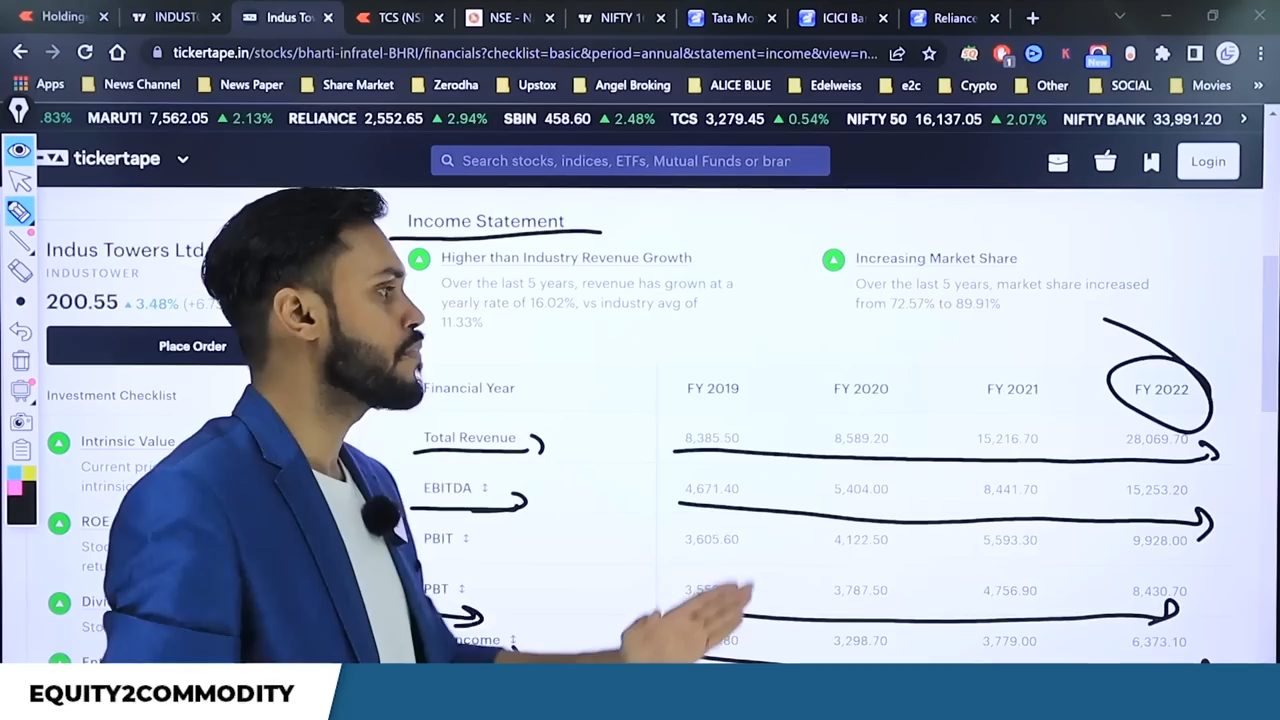 Holding
INDUST
Indus To
TCS (NSE
NSE - N
NIFTY 1
Tata Mo
ICICI Ba
Reliance
tickertape.in/stocks/bharti-infratel-BHRI/financials?checklist=basic&period=annual&statement=income&view=n...
1
K
New
Apps News Channel News Paper Share Market Zerodha Upstox Angel Broking ALICE BLUE Edelweiss e2c Crypto Other SOCIAL Movies
.83% MARUTI 7,562.05 ▲ 2.13% RELIANCE 2,552.65 ▲ 2.94% SBIN 458.60 ▲ 2.48% TCS 3,279.45 ▲ 0.54% NIFTY 50 16,137.05 ▲ 2.07% NIFTY BANK 33,991.20
tickertape
Search stocks, indices, ETFs, Mutual Funds or bran
Login
Indus Towers Ltd
INDUSTOWER
200.55 ▲ 3.48% (+6.7
Place Order
Investment Checklist
Intrinsic Value
Current pri
intrinsi
ROE
Stoc
retu
Divi
Sto
Income Statement
Higher than Industry Revenue Growth
Over the last 5 years, revenue has grown at a
yearly rate of 16.02%, vs industry avg of
11.33%
Increasing Market Share
Over the last 5 years, market share increased
from 72.57% to 89.91%
Financial Year FY 2019 FY 2020 FY 2021 FY 2022
Total Revenue 8,385.50 8,589.20 15,216.70 28,069.70
EBITDA 4,671.40 5,404.00 8,441.70 15,253.20
PBIT 3,605.60 4,122.50 5,593.30 9,928.00
PBT 3,787.50 4,756.90 8,430.70
ncome 3,298.70 3,779.00 6,373.10
EQUITY2COMMODITY